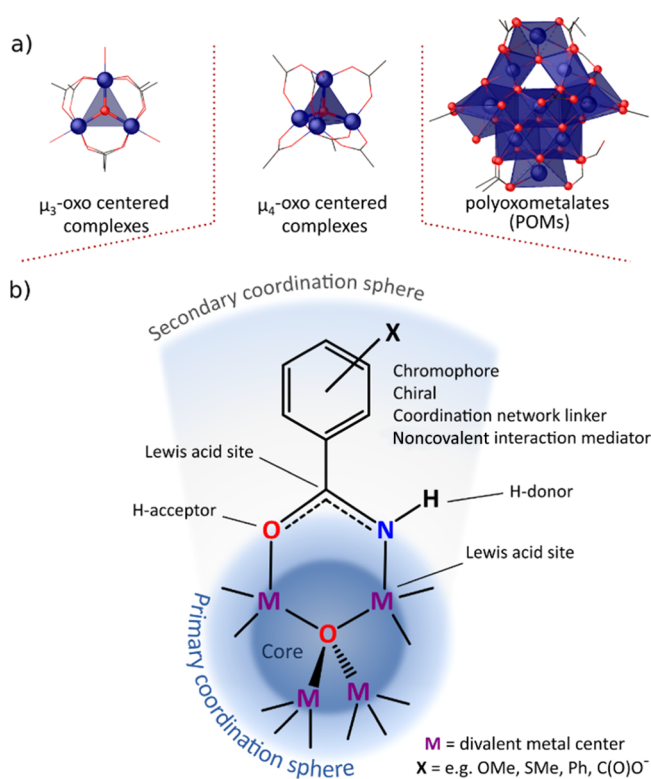 a)
μ₃-oxo centered
complexes
μ₄-oxo centered
complexes
polyoxometalates
(POMs)
b)
Secondary coordination sphere
X
Chromophore
Chiral
Coordination network linker
Noncovalent interaction mediator
Lewis acid site
H
H-donor
H-acceptor
O
N
Lewis acid site
M
M
O
Core
M
M
Primary coordination sphere
M = divalent metal center
X = e.g. OMe, SMe, Ph, C(O)O⁻